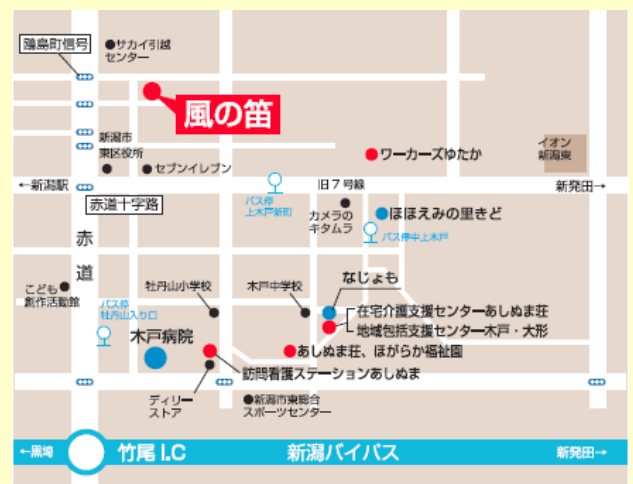 鷗島町信号
●サカイ引越
センター
風の笛
新潟市
東区役所
セブンイレブン
ワーカーズゆたか
イオン
新潟東
←新潟駅
赤道十字路
バス停
上木戸新町
旧7号線
新発田→
カメラの
キタムラ
ほほえみの里きど
バス停中上木戸
赤道
こども
創作活動館
バス停
牡丹山入り口
牡丹山小学校
木戸中学校
なじょも
在宅介護支援センターあしぬま荘
地域包括支援センター木戸・大形
木戸病院
あしぬま荘、ほがらか福祉園
訪問看護ステーションあしぬま
ディリー
ストア
●新潟市東総合
スポーツセンター
←黒埼
竹尾I.C
新潟バイパス
新発田→